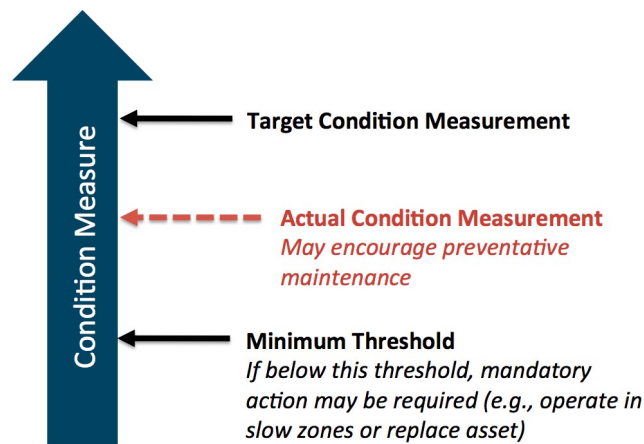 Condition Measure
Target Condition Measurement
Actual Condition Measurement
May encourage preventative
maintenance
Minimum Threshold
If below this threshold, mandatory
action may be required (e.g., operate in
slow zones or replace asset)